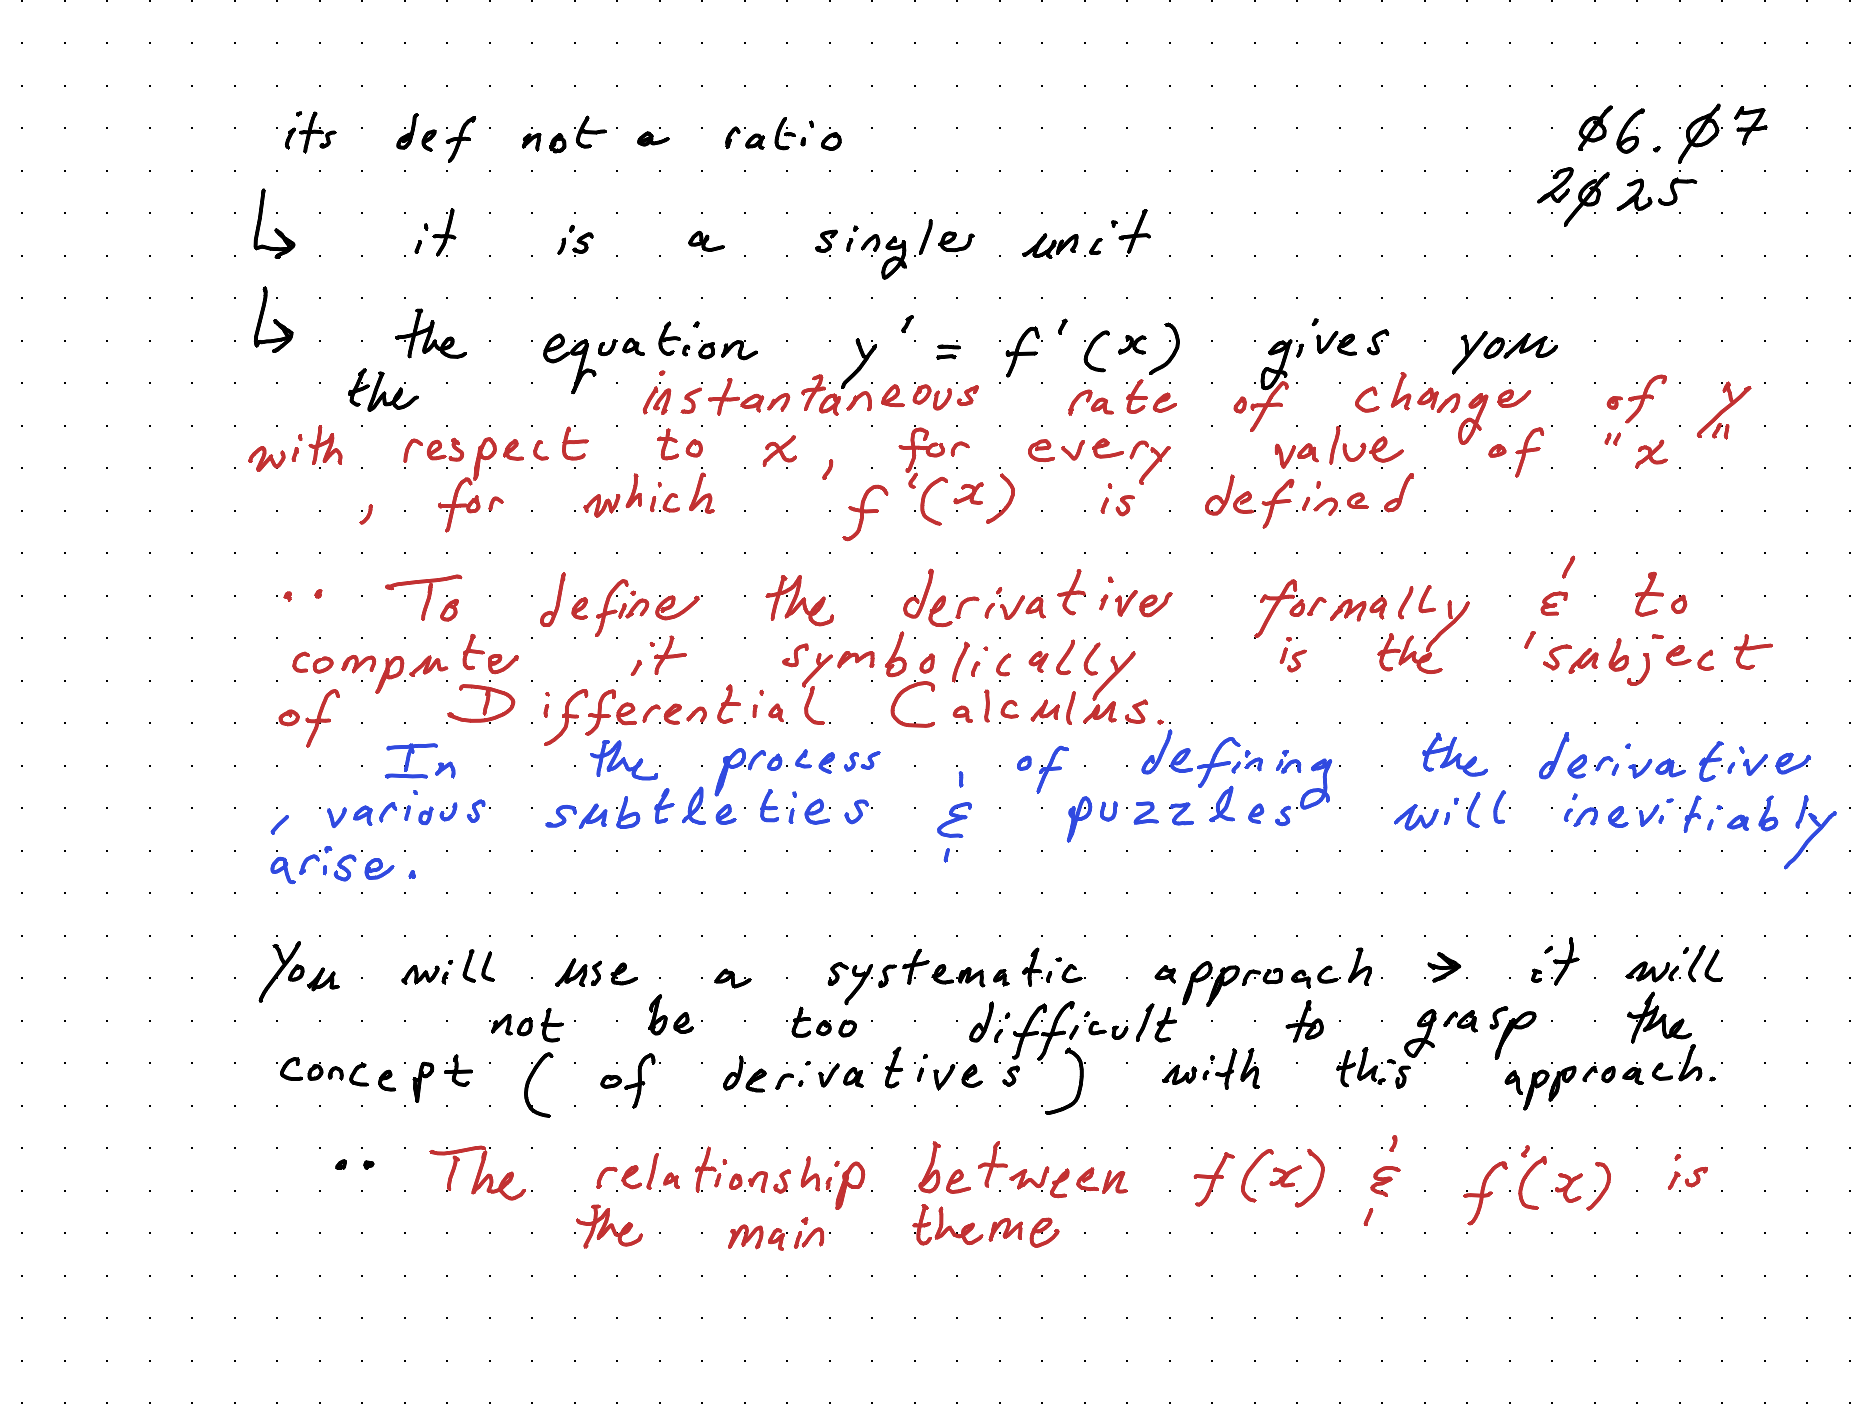 its def not a ratio
06.07
2025
↳ it is a singles unit
↳ the equation y' = f'(x) gives you
the instantaneous rate of change of y
with respect to x, for every value of "x"
, for which f'(x) is defined
·· To define the derivative formally & to
compute it symbolically is the 'subject
of Differential Calculus.
In the process of defining the derivative
, various subtleties & puzzles will inevitiably
arise.
You will use a systematic approach → it will
not be too difficult to grasp the
concept (of derivatives) with this approach.
·· The relationship between f(x) & f'(x) is
the main theme